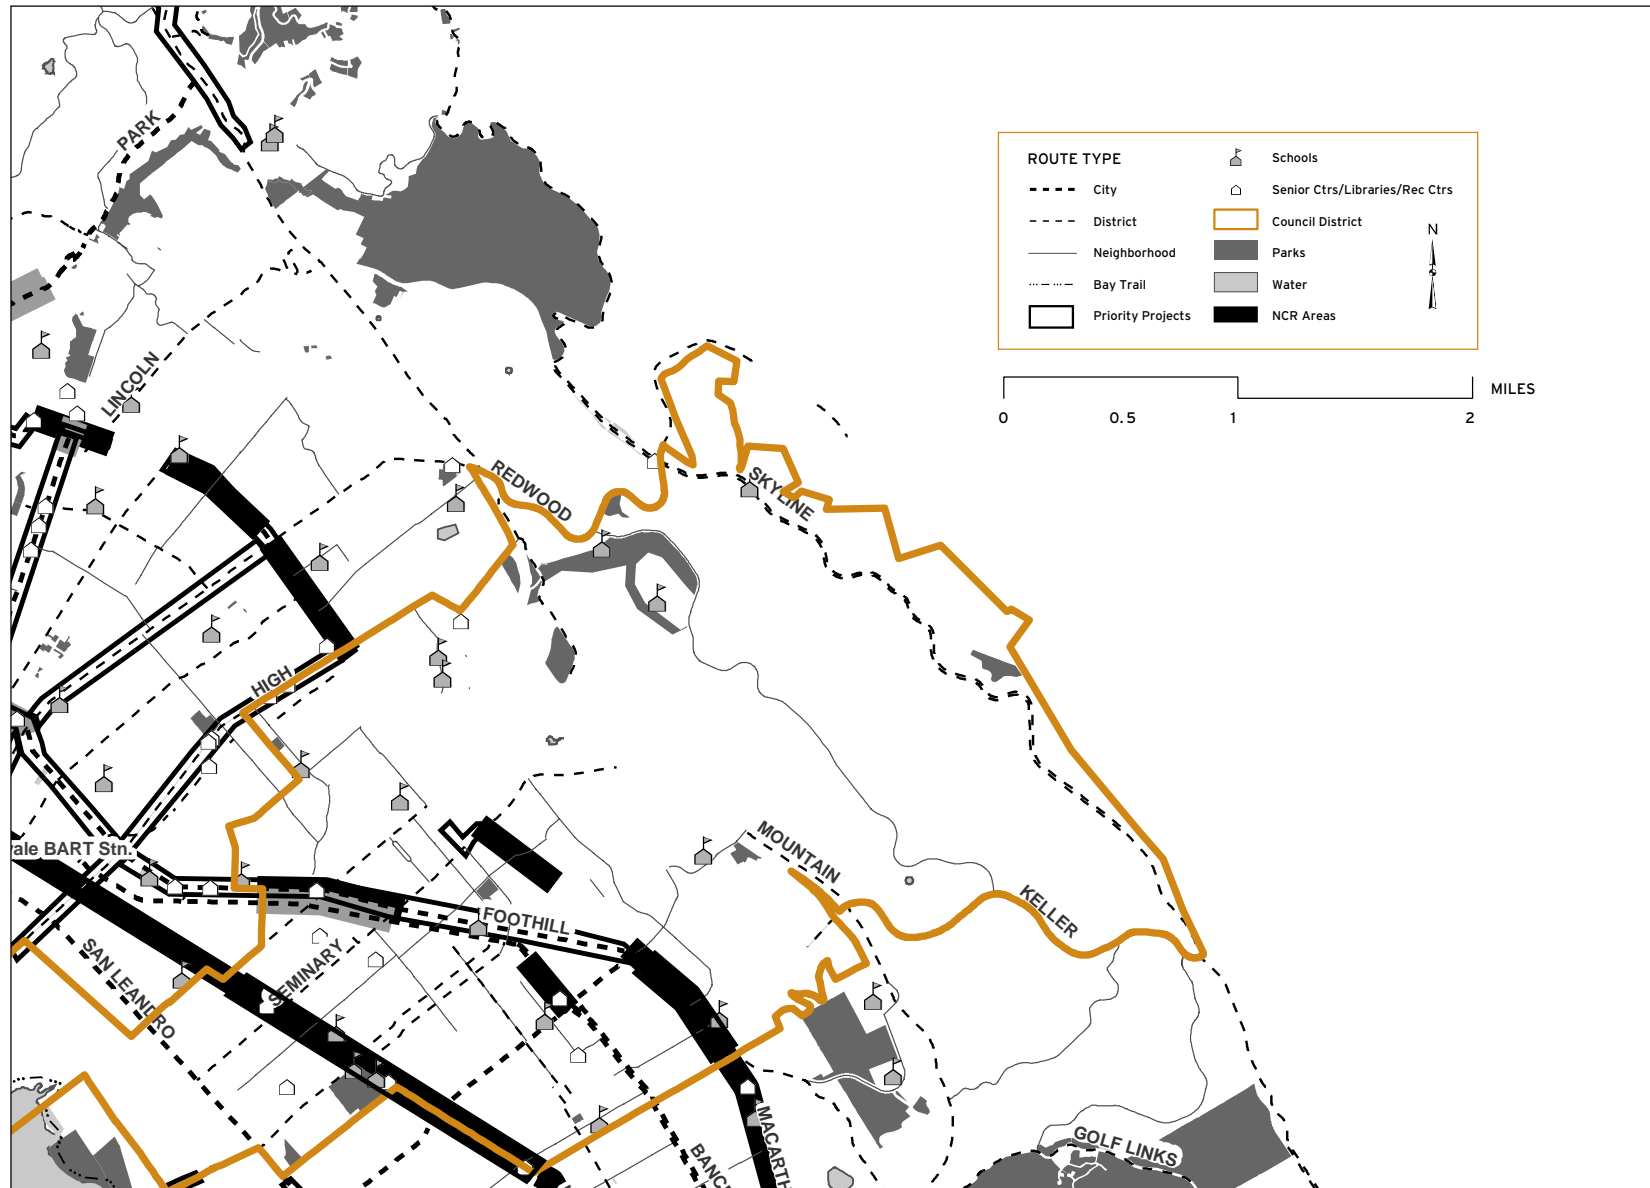 PARK
LINCOLN
REDWOOD
SKYLINE
HIGH
vale BART Stn.
MOUNTAIN
KELLER
FOOTHILL
SEMINARY
SAN LEANDRO
MACARTH
BANC
GOLF LINKS
ROUTE TYPE
City
District
Neighborhood
Bay Trail
Priority Projects
Schools
Senior Ctrs/Libraries/Rec Ctrs
Council District
Parks
Water
NCR Areas
N
MILES
0 0.5 1 2